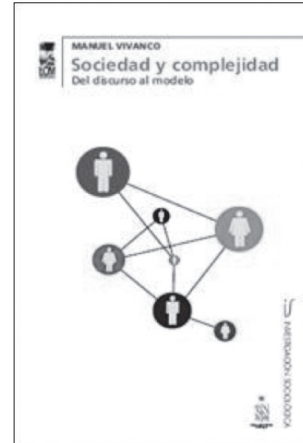 MANUEL VIVANCO
Sociedad y complejidad
Del discurso al modelo
INVESTIGACIÓN SOCIOLÓGICA